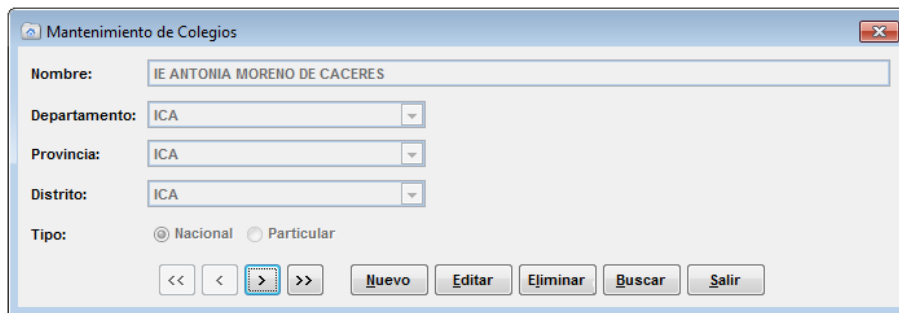 Mantenimiento de Colegios
Nombre: IE ANTONIA MORENO DE CACERES
Departamento: ICA
Provincia: ICA
Distrito: ICA
Tipo: Nacional Particular
<< < > >> Nuevo Editar Eliminar Buscar Salir